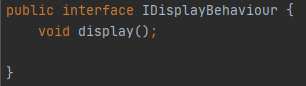 public interface IDisplayBehaviour {
    void display();
}